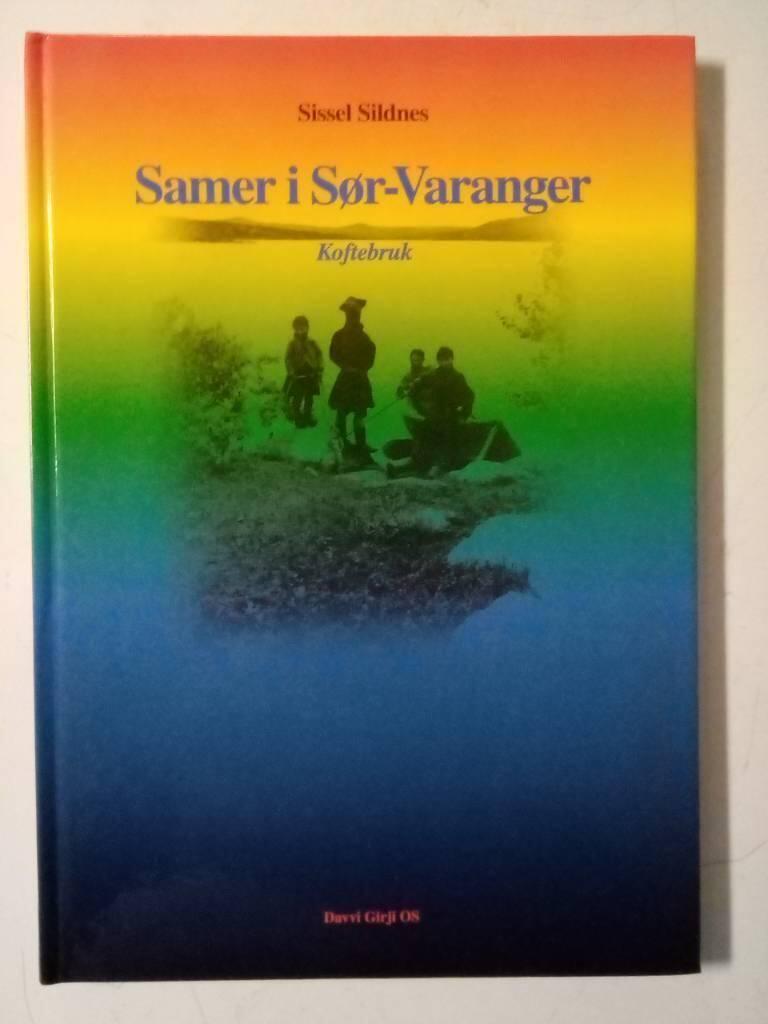 Sissel Sildnes
Samer i Sør-Varanger
Koftebruk
Davvi Girji OS